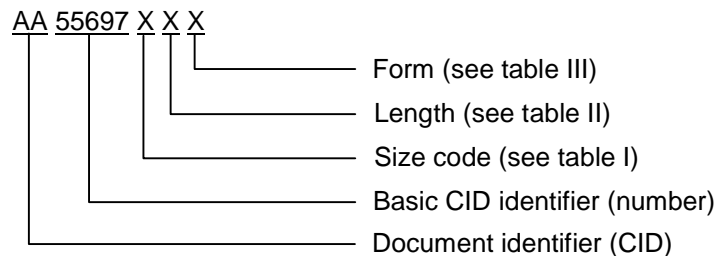 AA 55697 X X X
Form (see table III)
Length (see table II)
Size code (see table I)
Basic CID identifier (number)
Document identifier (CID)